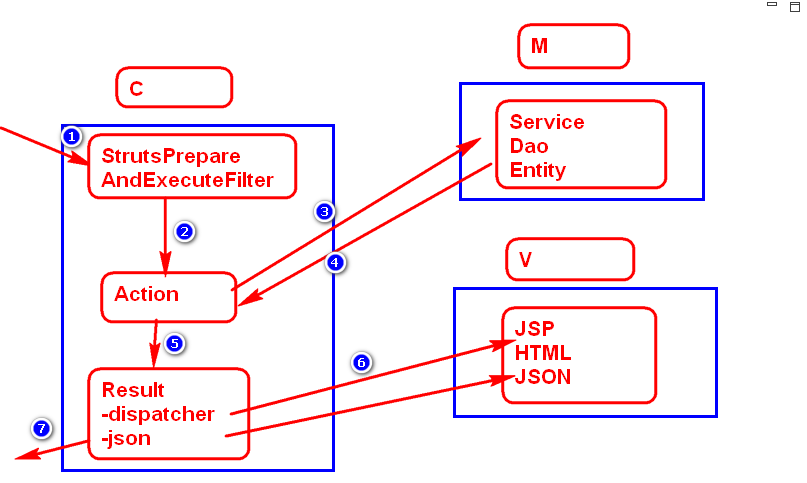 M
C
1
StrutsPrepare
AndExecuteFilter
Service
Dao
Entity
2
3
4
V
Action
5
6
JSP
HTML
JSON
Result
-dispatcher
-json
7